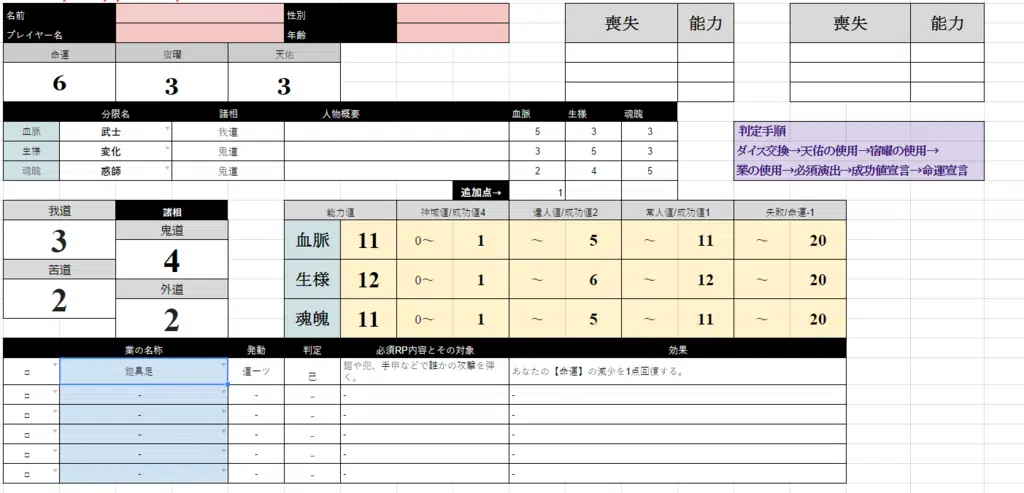 名前 性別 喪失 能力 喪失 能力
プレイヤー名 年齢
命運 宿曜 天佑
6 3 3
分限名 諸相 人物概要 血脈 生様 魂魄
血脈 武士 我道 5 3 3 判定手順
生様 変化 鬼道 3 5 3 ダイス交換→天佑の使用→宿曜の使用→
魂魄 惑師 鬼道 2 4 5 業の使用→必須演出→成功値宣言→命運宣言
追加点→ 1
我道 諸相 能力値 神域値/成功値4 達人値/成功値2 常人値/成功値1 失敗/命運-1
3 鬼道 血脈 11 0～ 1 ～ 5 ～ 11 ～ 20
苦道 4 生様 12 0～ 1 ～ 6 ～ 12 ～ 20
2 外道 魂魄 11 0～ 1 ～ 5 ～ 11 ～ 20
2
業の名称 発動 判定 必須RP内容とその対象 効果
□ 鎧具足 運一ツ 己 鎧や兜、手甲などで誰かの攻撃を弾く。 あなたの【命運】の減少を1点回復する。
□ - - - - -
□ - - - - -
□ - - - - -
□ - - - - -
□ - - - - -